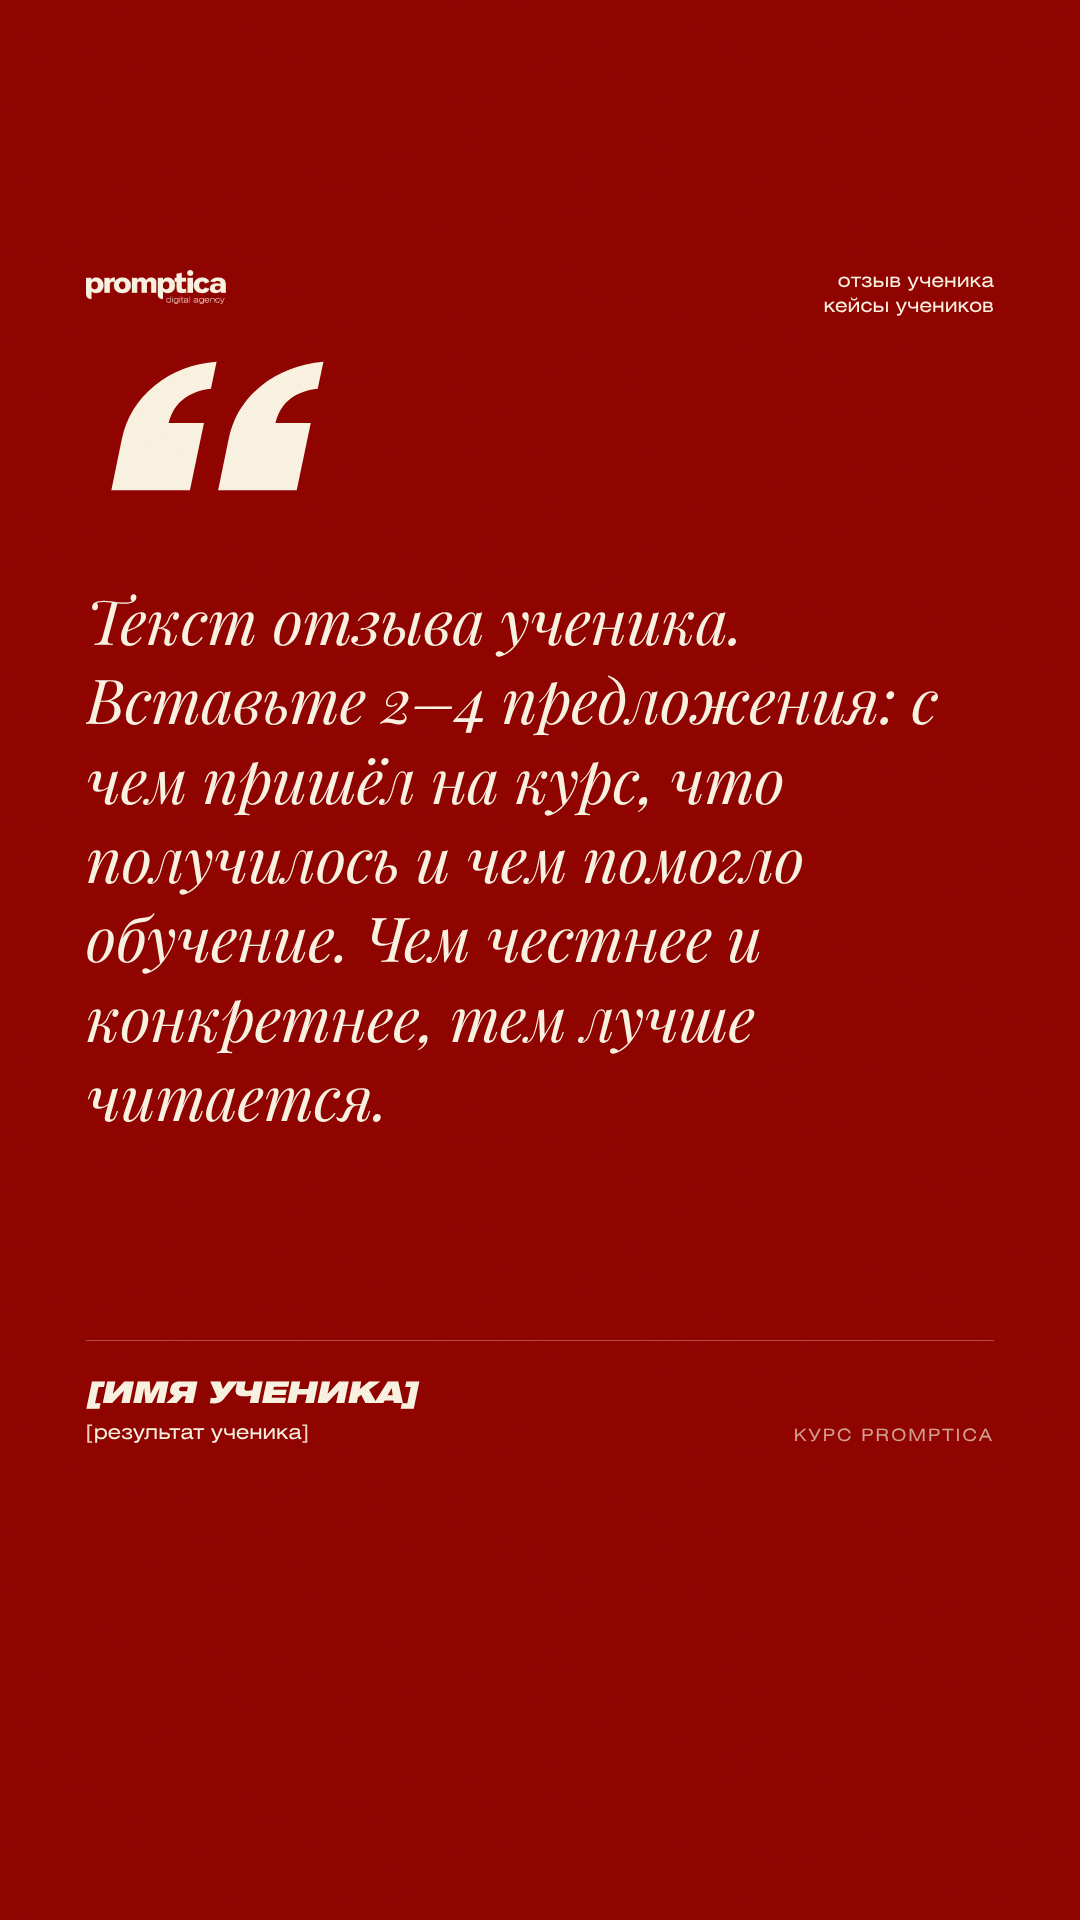 promptica
digital agency
отзыв ученика
кейсы учеников
“
Текст отзыва ученика.
Вставьте 2—4 предложения: с
чем пришёл на курс, что
получилось и чем помогло
обучение. Чем честнее и
конкретнее, тем лучше
читается.
[ИМЯ УЧЕНИКА]
[результат ученика]
КУРС PROMPTICA